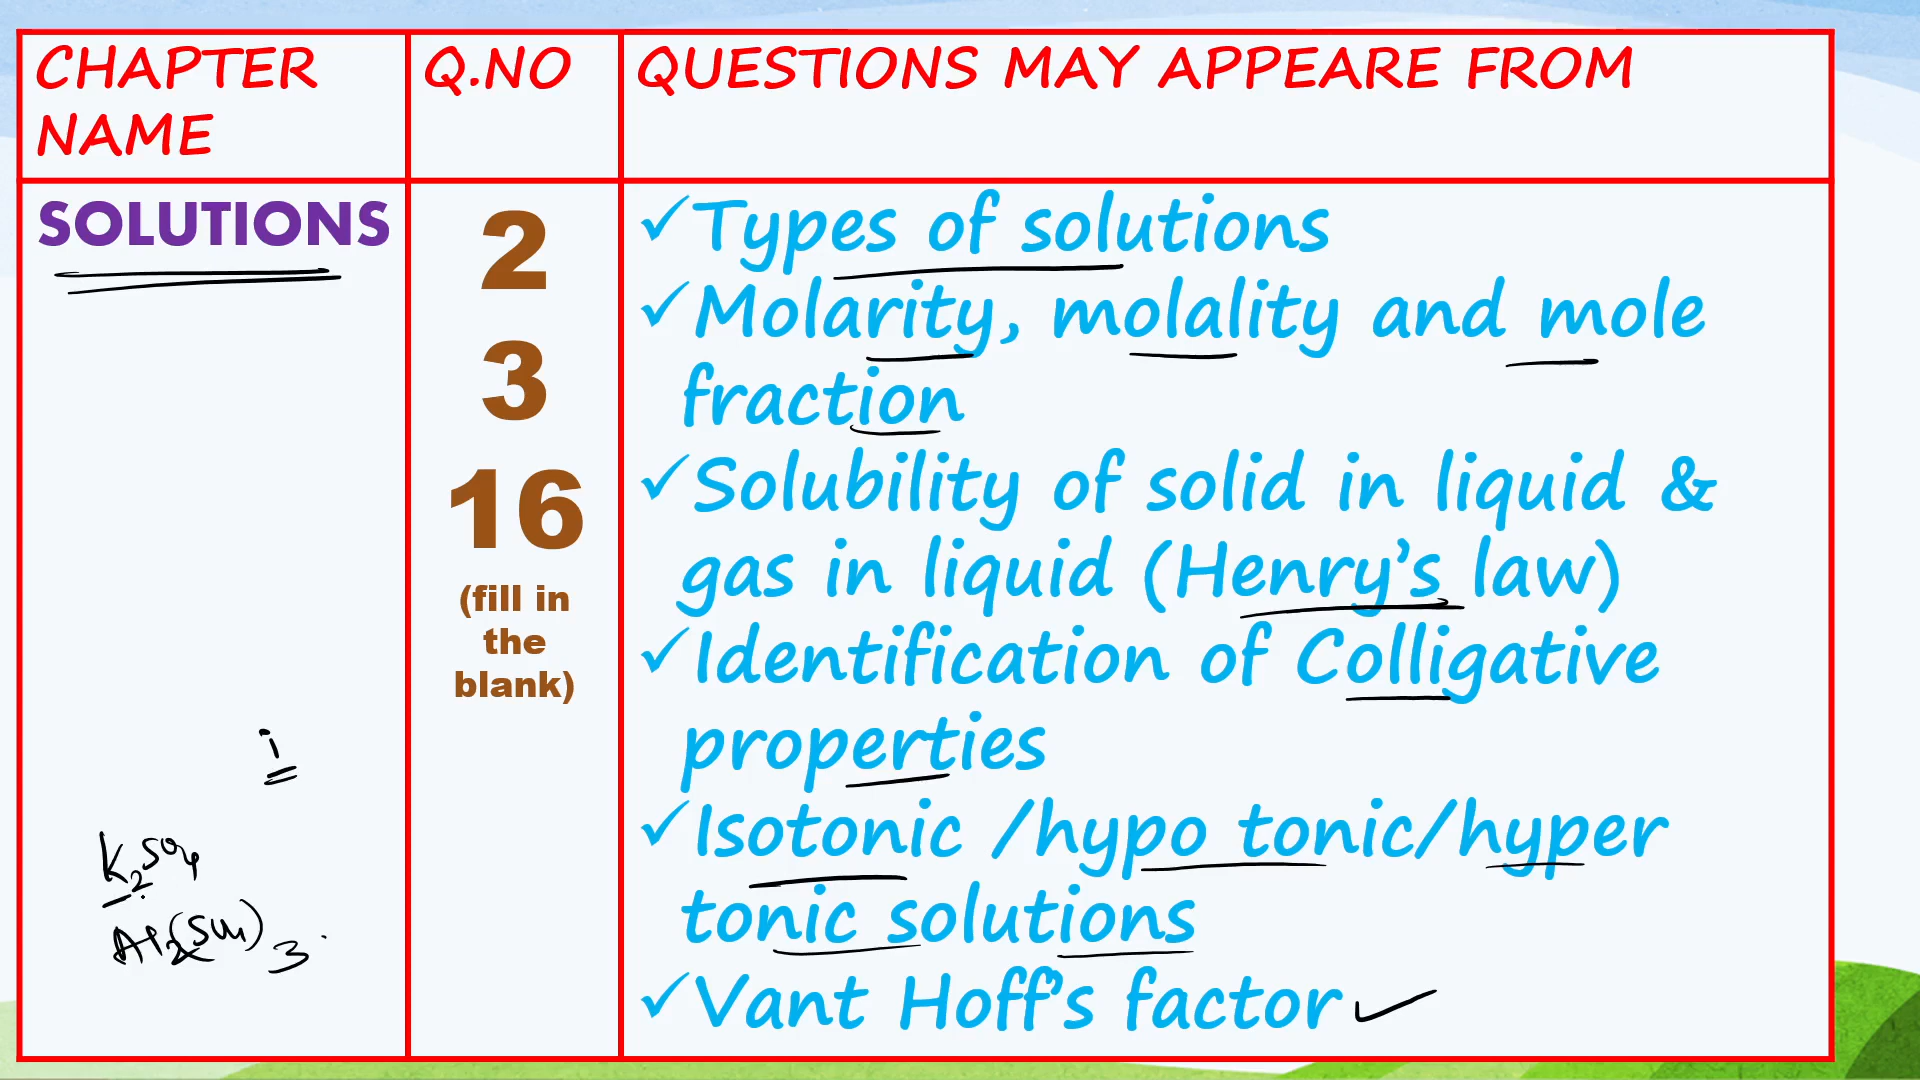 CHAPTER
NAME
Q.NO
QUESTIONS MAY APPEARE FROM
SOLUTIONS
2
3
16
(fill in
the
blank)
✓Types of solutions
✓Molarity, molality and mole
fraction
✓Solubility of solid in liquid &
gas in liquid (Henry’s law)
✓Identification of Colligative
properties
✓Isotonic /hypo tonic/hyper
tonic solutions
✓Vant Hoff’s factor ✓
i
K2SO4
Al2(SO4)3